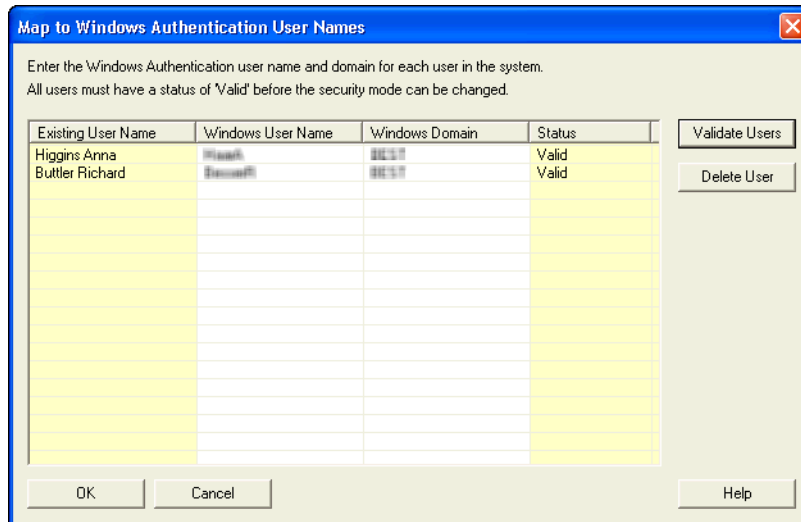 Map to Windows Authentication User Names
Enter the Windows Authentication user name and domain for each user in the system.
All users must have a status of 'Valid' before the security mode can be changed.
Existing User Name Windows User Name Windows Domain Status
Higgins Anna Valid
Buttler Richard Valid
Validate Users
Delete User
OK Cancel Help